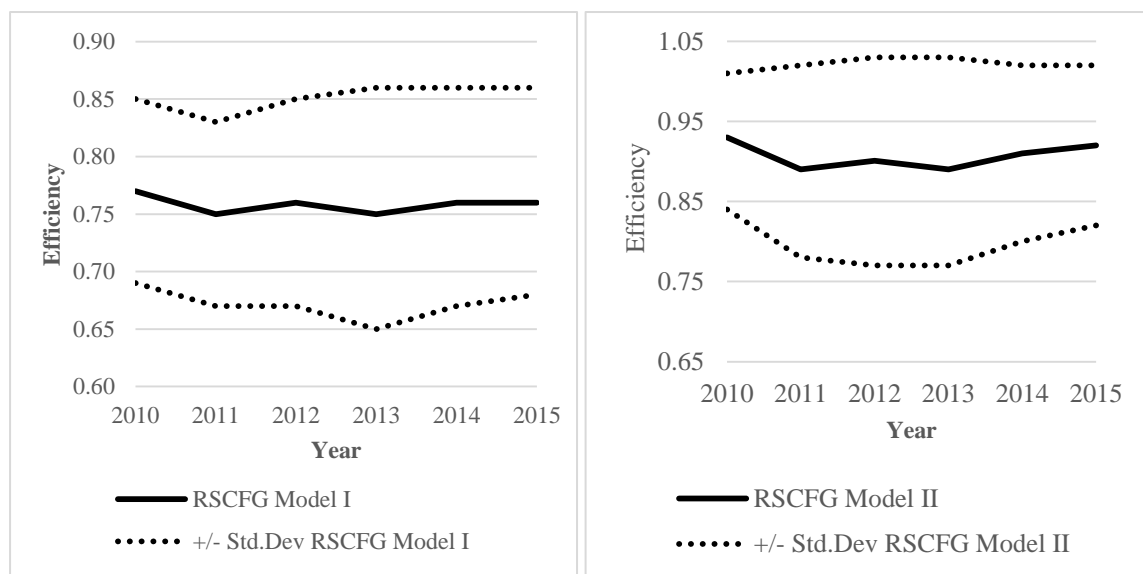 0.90
0.85
0.80
0.75
0.70
0.65
0.60
Efficiency
2010 2011 2012 2013 2014 2015
Year
RSCFG Model I
+/- Std.Dev RSCFG Model I
1.05
0.95
0.85
0.75
0.65
Efficiency
2010 2011 2012 2013 2014 2015
Year
RSCFG Model II
+/- Std.Dev RSCFG Model II